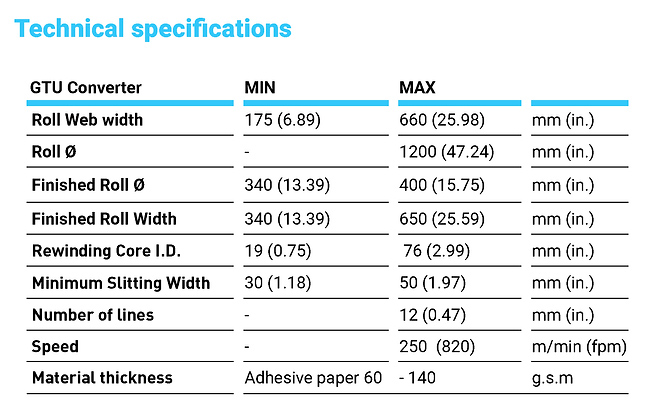 Technical specifications
GTU Converter MIN MAX
Roll Web width 175 (6.89) 660 (25.98) mm (in.)
Roll Ø - 1200 (47.24) mm (in.)
Finished Roll Ø 340 (13.39) 400 (15.75) mm (in.)
Finished Roll Width 340 (13.39) 650 (25.59) mm (in.)
Rewinding Core I.D. 19 (0.75) 76 (2.99) mm (in.)
Minimum Slitting Width 30 (1.18) 50 (1.97) mm (in.)
Number of lines - 12 (0.47) mm (in.)
Speed - 250 (820) m/min (fpm)
Material thickness Adhesive paper 60 - 140 g.s.m